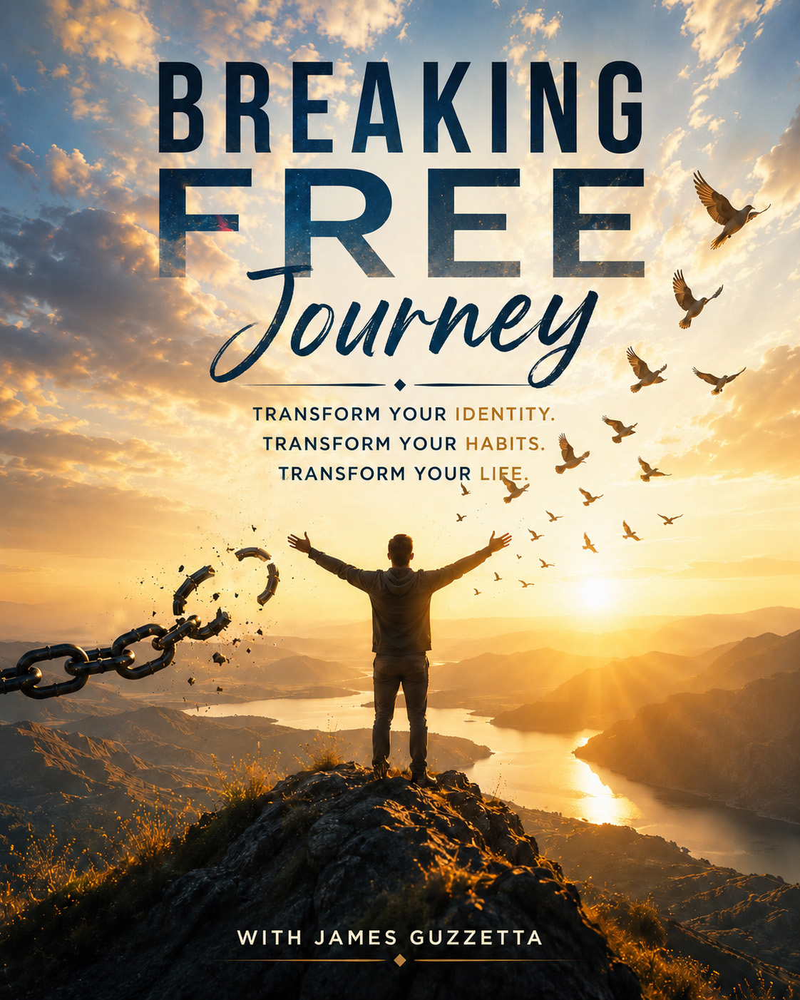 BREAKING
FREE
Journey
TRANSFORM YOUR IDENTITY.
TRANSFORM YOUR HABITS.
TRANSFORM YOUR LIFE.
WITH JAMES GUZZETTA